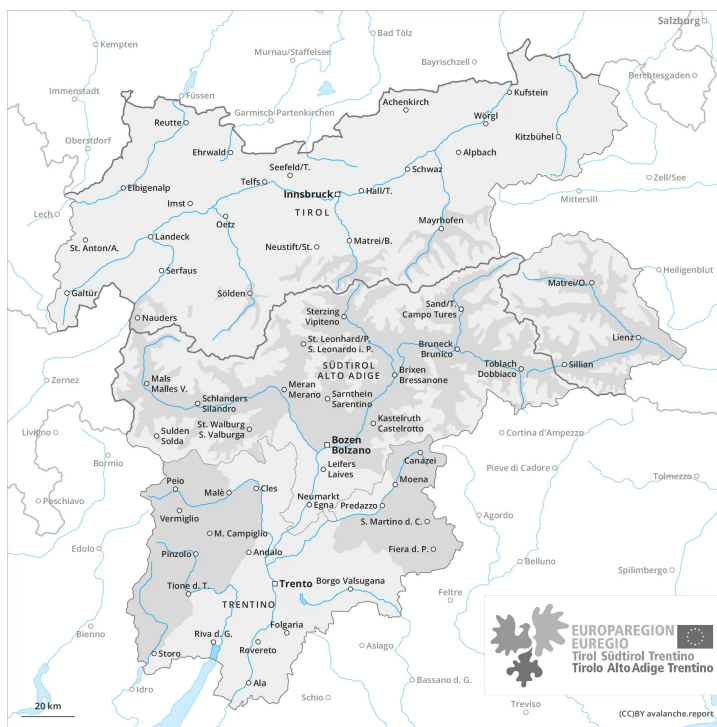 Salzburg
Kempten
Bad Tölz
Murnau/Staffelsee
Bayrischzell
Berchtesgaden
Immenstadt
Füssen
Kufstein
Achenkirch
Garmisch-Partenkirchen
Wörgl
Reutte
Oberstdorf
Kitzbühel
Ehrwald
Alpbach
Seefeld/T.
Schwaz
Telfs
Zell/See
Elbigenalp
Innsbruck
Hall/T.
Mittersill
Imst
TIROL
Lech
Oetz
Mayrhofen
Landeck
St. Anton/A.
Neustift/St.
Matrei/B.
Serfaus
Heiligenblut
Galtür
Sölden
Matrei/O.
Sand/T.
Campo Tures
Nauders
Sterzing
Vipiteno
St. Leonhard/P.
S. Leonardo i. P.
Bruneck
Brunico
Lienz
SÜDTIROL
ALTO ADIGE
Toblach
Dobbiaco
Sillian
Brixen
Bressanone
Zernez
Mals
Malles V.
Meran
Merano
Schlanders
Silandro
Sarnthein
Sarentino
St. Walburg
S. Valburga
Kastelruth
Castelrotto
Livigno
Sulden
Solda
Cortina d'Ampezzo
Bozen
Bolzano
Canazei
Bormio
Leifers
Laives
Pieve di Cadore
Tolmezzo
Peio
Malè
Cles
Moena
Poschiavo
Neumarkt
Egna
Predazzo
Vermiglio
S. Martino d. C.
Agordo
M. Campiglio
Edolo
Pinzolo
Andalo
Fiera d. P.
Belluno
Spilimbergo
Tione d. T.
Trento
Borgo Valsugana
Feltre
TRENTINO
Folgaria
Bienno
Riva d. G.
Rovereto
Asiago
Storo
Bassano d. G.
Idro
Ala
Schio
Treviso
EUROPAREGION
EUREGIO
Tirol Südtirol Trentino
Tirolo Alto Adige Trentino
20 km
(CC)BY avalanche.report